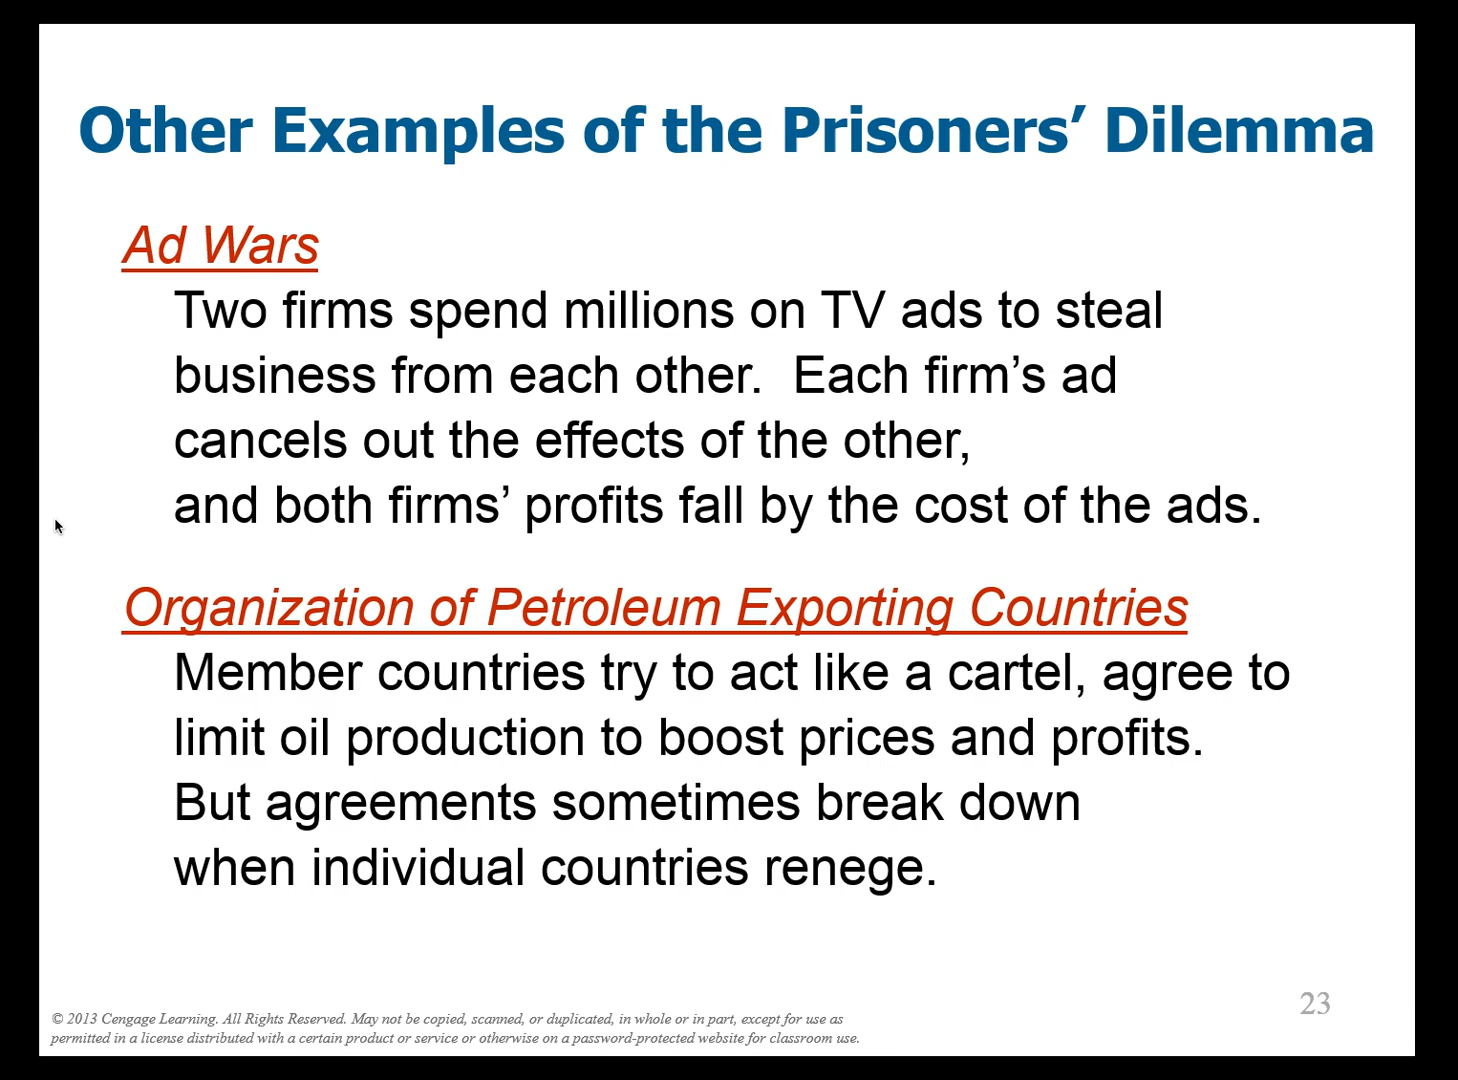 Other Examples of the Prisoners’ Dilemma
Ad Wars
Two firms spend millions on TV ads to steal
business from each other.  Each firm’s ad
cancels out the effects of the other,
and both firms’ profits fall by the cost of the ads.
Organization of Petroleum Exporting Countries
Member countries try to act like a cartel, agree to
limit oil production to boost prices and profits.
But agreements sometimes break down
when individual countries renege.
23
© 2013 Cengage Learning. All Rights Reserved. May not be copied, scanned, or duplicated, in whole or in part, except for use as
permitted in a license distributed with a certain product or service or otherwise on a password-protected website for classroom use.